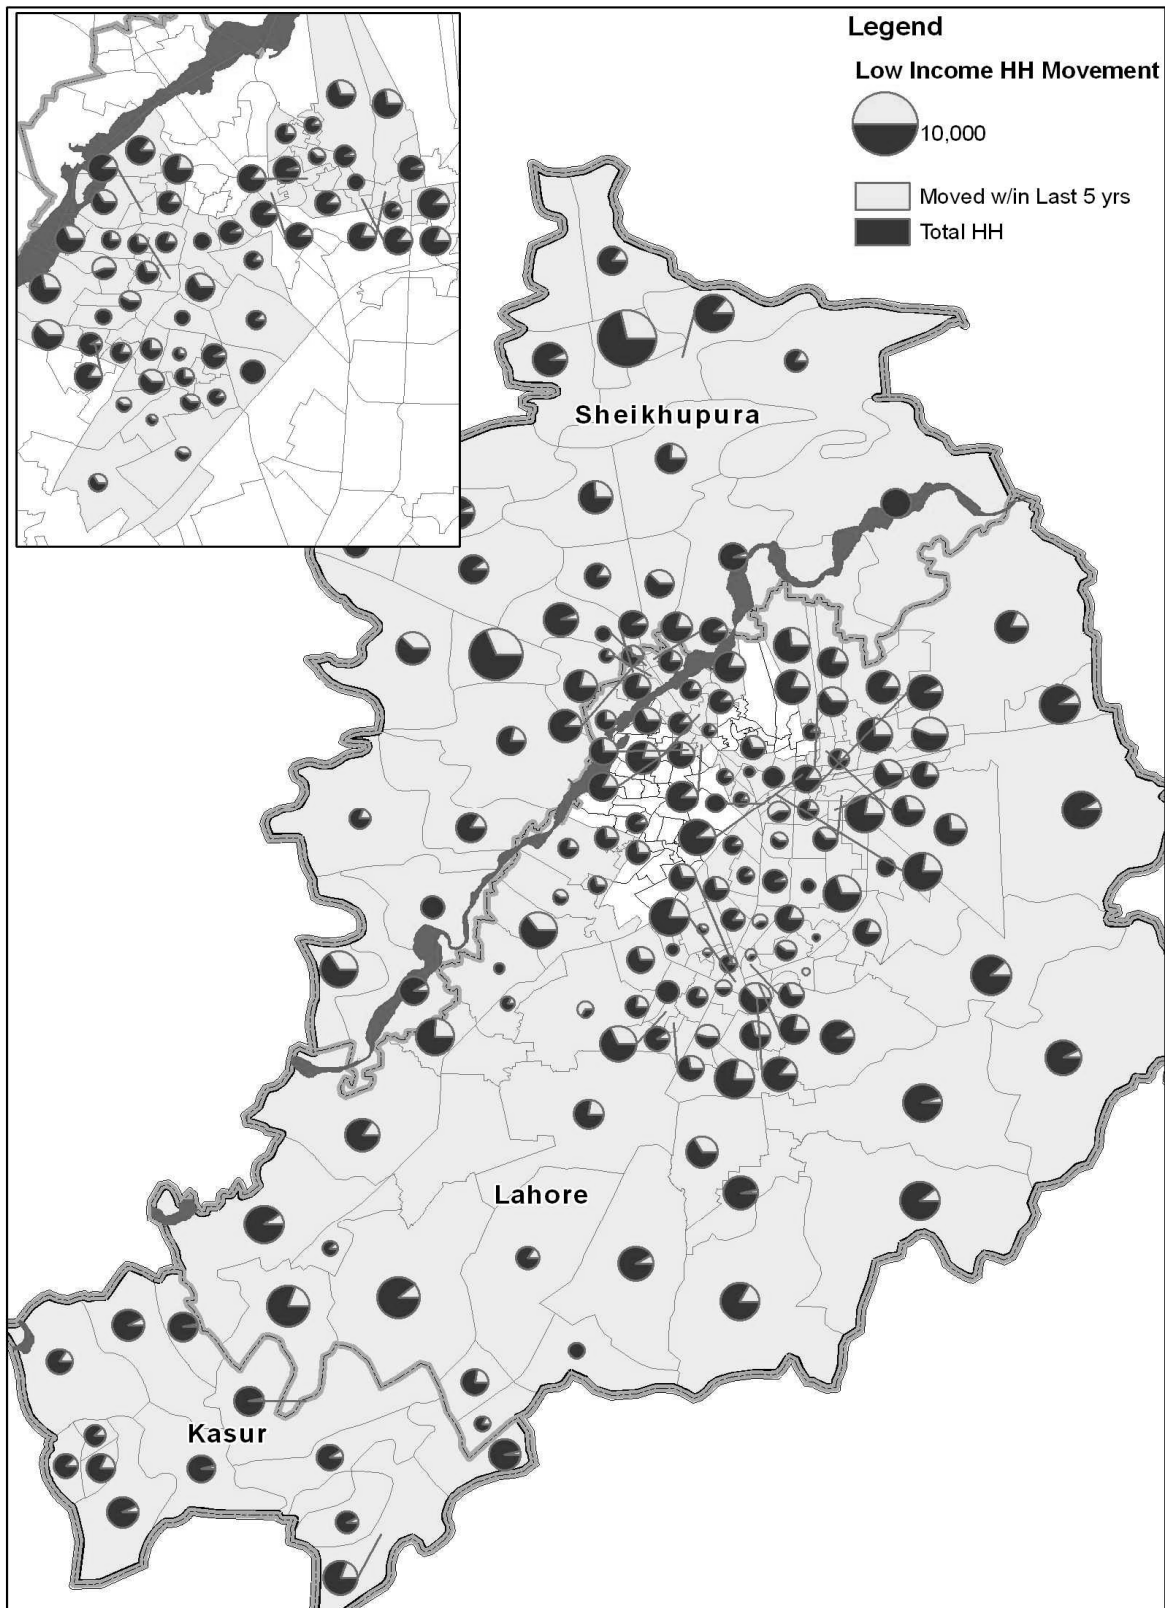 Legend
Low Income HH Movement
10,000
Moved w/in Last 5 yrs
Total HH
Sheikhupura
Lahore
Kasur